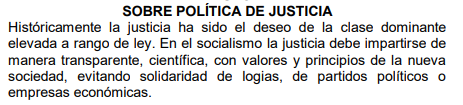 SOBRE POLÍTICA DE JUSTICIA
Históricamente la justicia ha sido el deseo de la clase dominante
elevada a rango de ley. En el socialismo la justicia debe impartirse de
manera transparente, científica, con valores y principios de la nueva
sociedad, evitando solidaridad de logias, de partidos políticos o
empresas económicas.